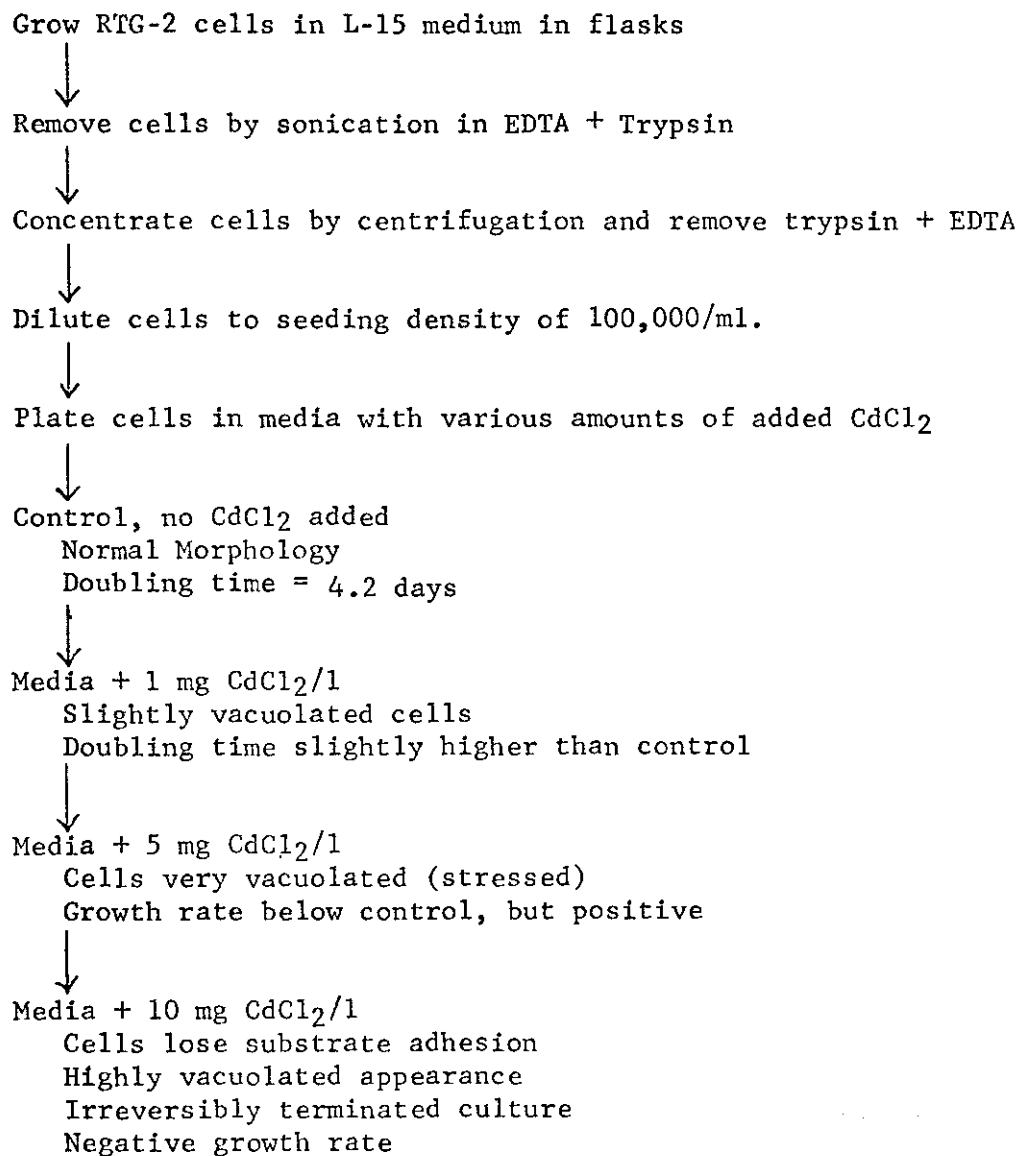 Grow RTG-2 cells in L-15 medium in flasks
Remove cells by sonication in EDTA + Trypsin
Concentrate cells by centrifugation and remove trypsin + EDTA
Dilute cells to seeding density of 100,000/ml.
Plate cells in media with various amounts of added CdCl2
Control, no CdCl2 added
Normal Morphology
Doubling time = 4.2 days
Media + 1 mg CdCl2/l
Slightly vacuolated cells
Doubling time slightly higher than control
Media + 5 mg CdCl2/l
Cells very vacuolated (stressed)
Growth rate below control, but positive
Media + 10 mg CdCl2/l
Cells lose substrate adhesion
Highly vacuolated appearance
Irreversibly terminated culture
Negative growth rate